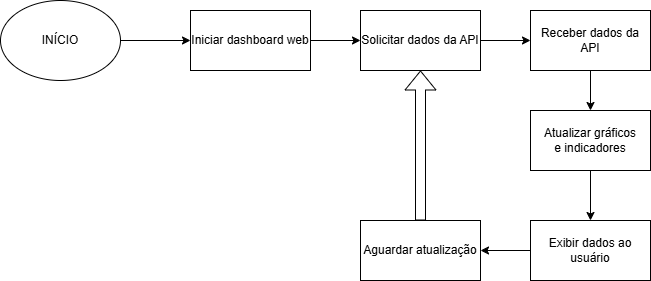 INÍCIO
Iniciar dashboard web
Solicitar dados da API
Receber dados da
API
Atualizar gráficos
e indicadores
Exibir dados ao
usuário
Aguardar atualização